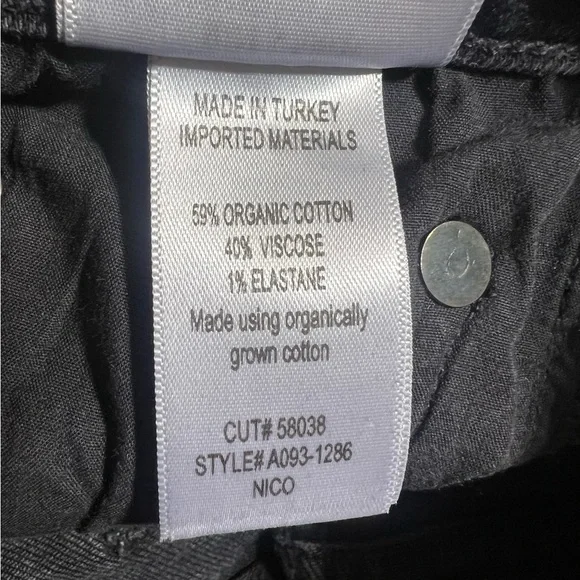 MADE IN TURKEY
IMPORTED MATERIALS
59% ORGANIC COTTON
40% VISCOSE
1% ELASTANE
Made using organically
grown cotton
CUT# 58038
STYLE# A093-1286
NICO